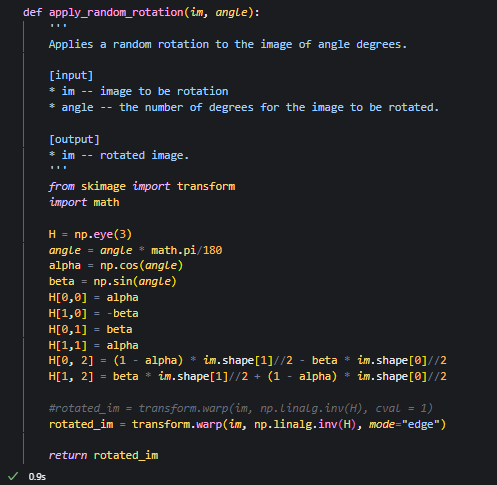 def apply_random_rotation(im, angle):
    '''
    Applies a random rotation to the image of angle degrees.

    [input]
    * im -- image to be rotation
    * angle -- the number of degrees for the image to be rotated.

    [output]
    * im -- rotated image.
    '''
    from skimage import transform
    import math

    H = np.eye(3)
    angle = angle * math.pi/180
    alpha = np.cos(angle)
    beta = np.sin(angle)
    H[0,0] = alpha
    H[1,0] = -beta
    H[0,1] = beta
    H[1,1] = alpha
    H[0, 2] = (1 - alpha) * im.shape[1]//2 - beta * im.shape[0]//2
    H[1, 2] = beta * im.shape[1]//2 + (1 - alpha) * im.shape[0]//2

    #rotated_im = transform.warp(im, np.linalg.inv(H), cval = 1)
    rotated_im = transform.warp(im, np.linalg.inv(H), mode="edge")

    return rotated_im
0.9s